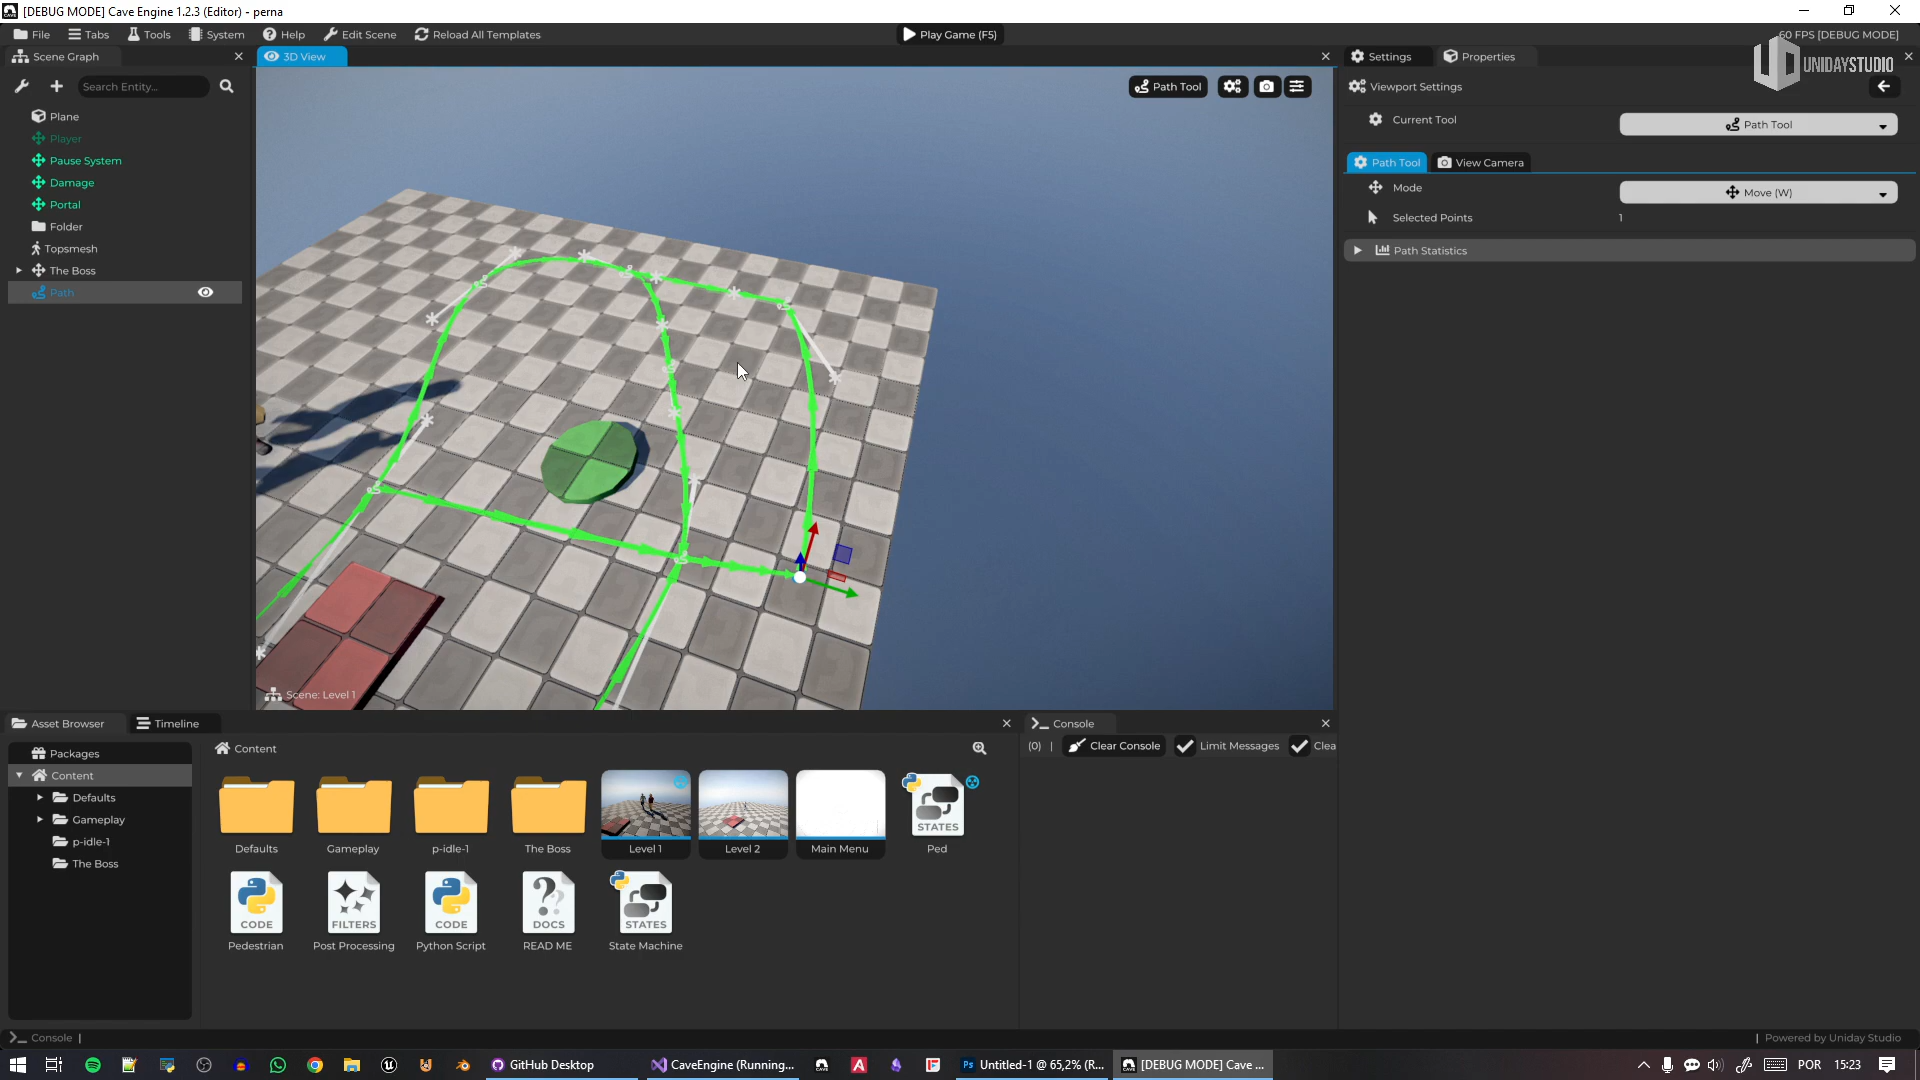 [DEBUG MODE] Cave Engine 1.2.3 (Editor) - perna
File Tabs Tools System Help Edit Scene Reload All Templates Play Game (F5) 60 FPS [DEBUG MODE]
Scene Graph 3D View Settings Properties
UNIDAYSTUDIO
Search Entity... Path Tool Viewport Settings
Plane
Player
Pause System
Damage
Portal
Folder
Topsmesh
The Boss
Path
Current Tool Path Tool
Path Tool View Camera
Mode Move (W)
Selected Points 1
Path Statistics
Scene: Level 1
Asset Browser Timeline Console
Packages
Content
Defaults
Gameplay
p-idle-1
The Boss
Content
(0) | Clear Console Limit Messages Clea
STATES
Defaults Gameplay p-idle-1 The Boss Level 1 Level 2 Main Menu Ped
CODE FILTERS CODE DOCS STATES
Pedestrian Post Processing Python Script READ ME State Machine
Console | | Powered by Uniday Studio
GitHub Desktop CaveEngine (Running... Untitled-1 @ 65,2% (R... [DEBUG MODE] Cave ... POR 15:23